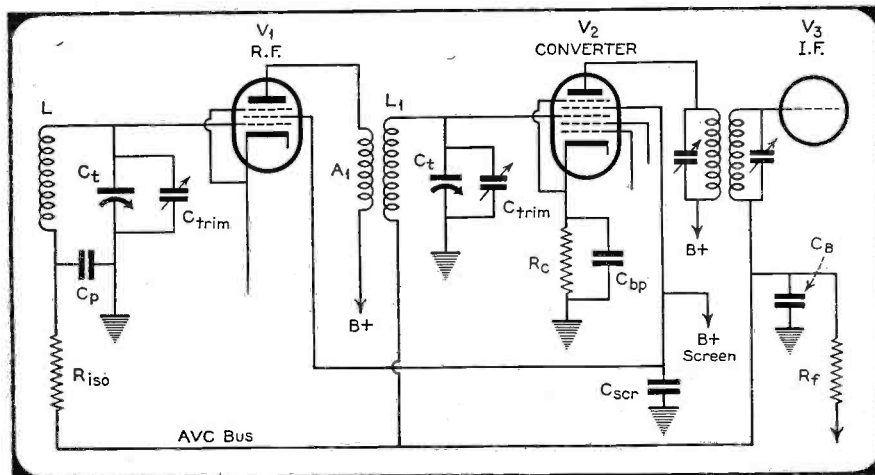 V1
R.F.
V2
CONVERTER
V3
I.F.
L
L1
Ct
Ctrim
A1
Ct
Ctrim
Cp
B+
RC
Cbp
B+
CB
B+
Screen
Riso
Cscr
Rf
AVC Bus